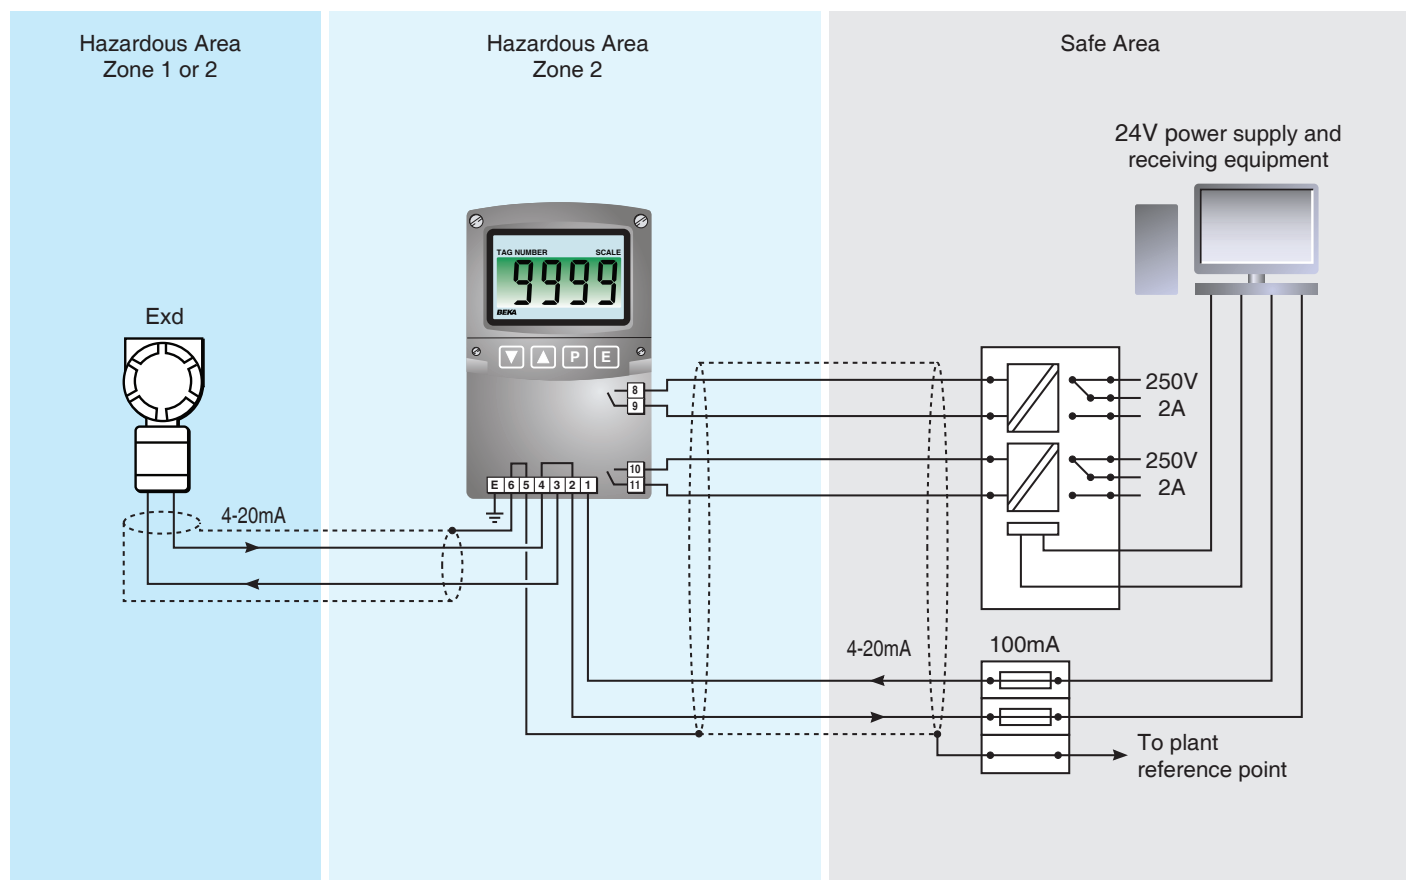 Hazardous Area
Zone 1 or 2
Hazardous Area
Zone 2
Safe Area
24V power supply and
receiving equipment
TAG NUMBER SCALE
9999
BEKA
Exd
P E
8
9
250V
2A
10
11
250V
2A
E 6 5 4 3 2 1
4-20mA
4-20mA
100mA
To plant
reference point